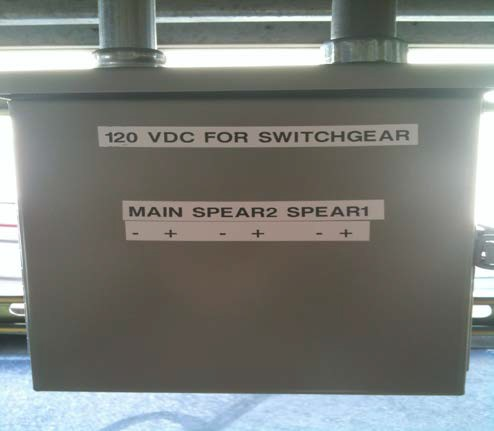 120 VDC FOR SWITCHGEAR
MAIN SPEAR2 SPEAR1
- + - + - +